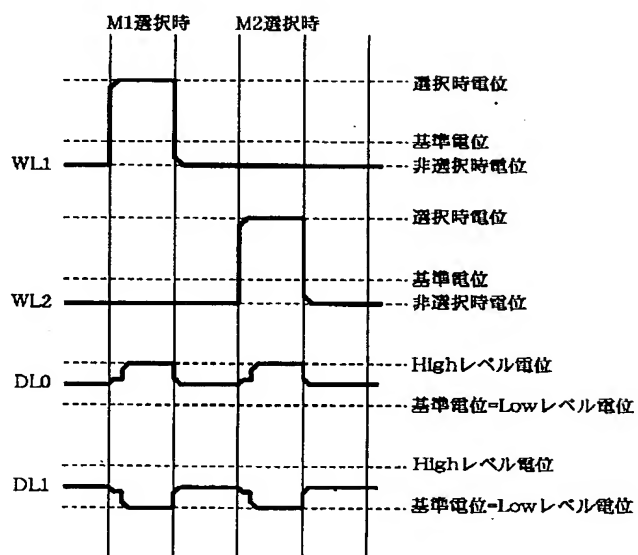 M1選択時 M2選択時
選択時電位
基準電位
WL1 非選択時電位
選択時電位
基準電位
WL2 非選択時電位
Highレベル電位
DL0
基準電位=Lowレベル電位
Highレベル電位
DL1
基準電位=Lowレベル電位